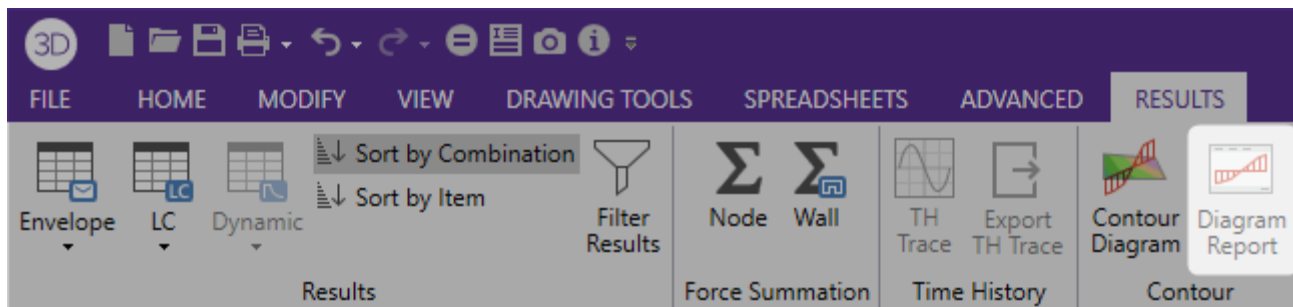 3D
FILE HOME MODIFY VIEW DRAWING TOOLS SPREADSHEETS ADVANCED RESULTS
Envelope
LC
LC
Dynamic
Sort by Combination
Sort by Item
Filter
Results
Results
Node
Wall
Force Summation
TH
Trace
Export
TH Trace
Time History
Contour
Diagram
Diagram
Report
Contour